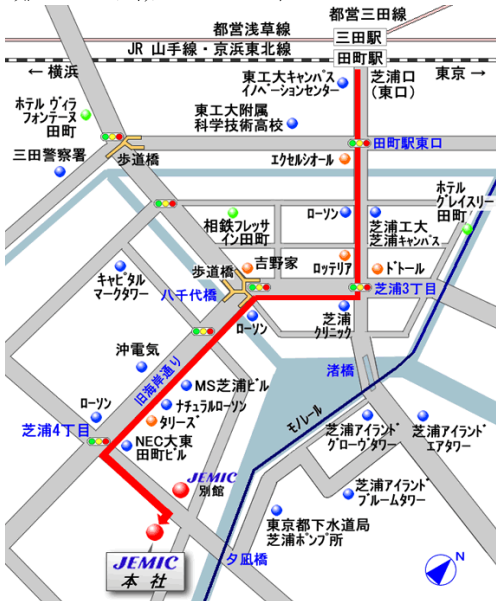 都営三田線
都営浅草線
三田駅
JR 山手線・京浜東北線
田町駅
← 横浜
東京 →
芝浦口
(東口)
東工大キャンパス
イノベーションセンター
ホテル ヴィラ
フォンテーヌ
田町
東工大附属
科学技術高校
田町駅東口
三田警察署
歩道橋
エクセルシオール
ホテル
グレイスリー
田町
相鉄フレッサ
イン田町
ローソン
芝浦工大
芝浦キャンパス
歩道橋
吉野家
ロッテリア
ドトール
キャピタル
マークタワー
八千代橋
芝浦3丁目
ローソン
芝浦
クリニック
沖電気
旧海岸通り
渚橋
MS芝浦ビル
ローソン
ナチュラルローソン
タリーズ
モノレール
芝浦アイランド
グローヴタワー
芝浦アイランド
エアタワー
芝浦4丁目
NEC大東
田町ビル
JEMIC
別館
芝浦アイランド
ブルームタワー
東京都下水道局
芝浦ポンプ所
夕凪橋
JEMIC
本 社
N